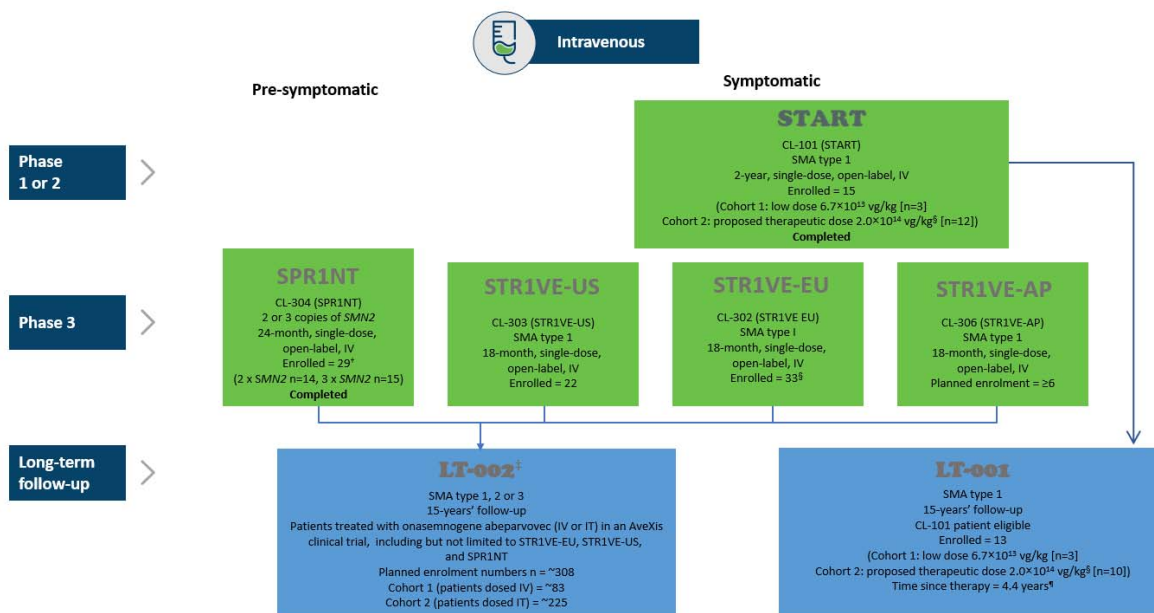 Intravenous
Pre-symptomatic
Symptomatic
Phase
1 or 2
START
CL-101 (START)
SMA type 1
2-year, single-dose, open-label, IV
Enrolled = 15
(Cohort 1: low dose 6.7×10¹³ vg/kg [n=3]
Cohort 2: proposed therapeutic dose 2.0×10¹⁴ vg/kg§ [n=12])
Completed
Phase 3
SPR1NT
CL-304 (SPR1NT)
2 or 3 copies of SMN2
24-month, single-dose,
open-label, IV
Enrolled = 29†
(2 x SMN2 n=14, 3 x SMN2 n=15)
Completed
STR1VE-US
CL-303 (STR1VE-US)
SMA type 1
18-month, single-dose,
open-label, IV
Enrolled = 22
STR1VE-EU
CL-302 (STR1VE EU)
SMA type I
18-month, single-dose,
open-label, IV
Enrolled = 33§
STR1VE-AP
CL-306 (STR1VE-AP)
SMA type 1
18-month, single-dose,
open-label, IV
Planned enrolment = ≥6
Long-term
follow-up
LT-002‡
SMA type 1, 2 or 3
15-years' follow-up
Patients treated with onasemnogene abeparvovec (IV or IT) in an AveXis
clinical trial, including but not limited to STR1VE-EU, STR1VE-US,
and SPR1NT
Planned enrolment numbers n = ~308
Cohort 1 (patients dosed IV) = ~83
Cohort 2 (patients dosed IT) = ~225
LT-001
SMA type 1
15-years' follow-up
CL-101 patient eligible
Enrolled = 13
(Cohort 1: low dose 6.7×10¹³ vg/kg [n=3]
Cohort 2: proposed therapeutic dose 2.0×10¹⁴ vg/kg§ [n=10])
Time since therapy = 4.4 years¶